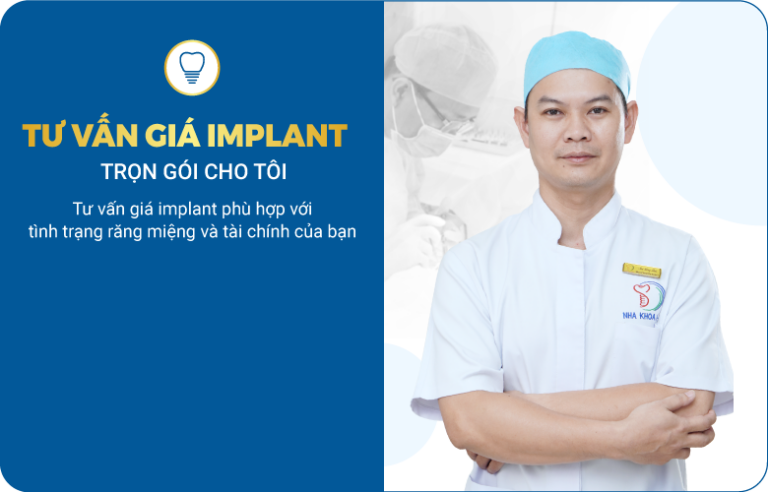 TƯ VẤN GIÁ IMPLANT
TRỌN GÓI CHO TÔI
Tư vấn giá implant phù hợp với
tình trạng răng miệng và tài chính của bạn
NHA KHOA